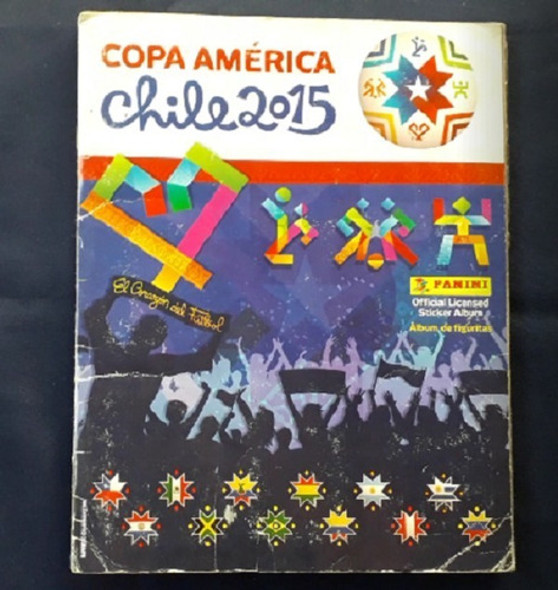 COPA AMÉRICA
Chile 2015
El Corazón del Fútbol
PANINI
Official Licensed
Sticker Album
Álbum de figuritas